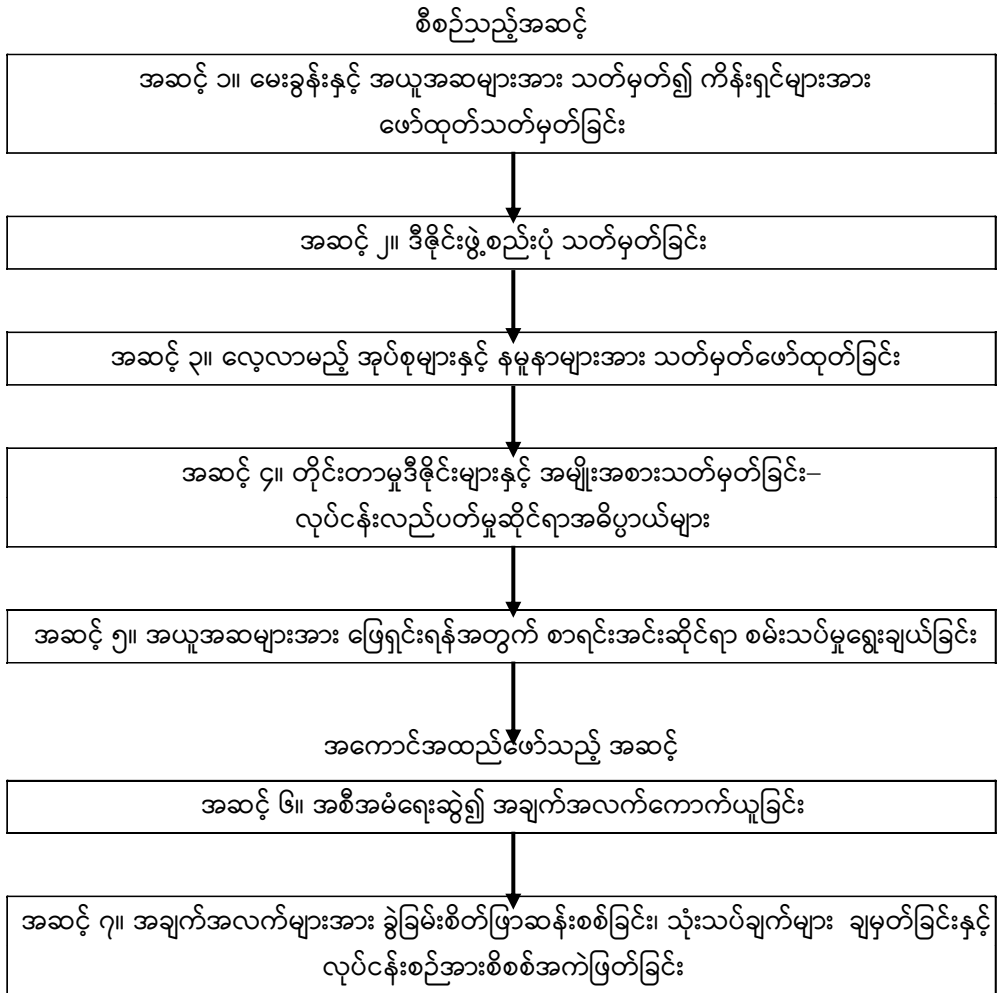 စီစဉ်သည့်အဆင့်
အဆင့် ၁။ မေးခွန်းနှင့် အယူအဆများအား သတ်မှတ်၍ ကိန်းရှင်များအား
ဖော်ထုတ်သတ်မှတ်ခြင်း
အဆင့် ၂။ ဒီဇိုင်းဖွဲ့စည်းပုံ သတ်မှတ်ခြင်း
အဆင့် ၃။ လေ့လာမည့် အုပ်စုများနှင့် နမူနာများအား သတ်မှတ်ဖော်ထုတ်ခြင်း
အဆင့် ၄။ တိုင်းတာမှုဒီဇိုင်းများနှင့် အမျိုးအစားသတ်မှတ်ခြင်း–
လုပ်ငန်းလည်ပတ်မှုဆိုင်ရာအဓိပ္ပာယ်များ
အဆင့် ၅။ အယူအဆများအား ဖြေရှင်းရန်အတွက် စာရင်းအင်းဆိုင်ရာ စမ်းသပ်မှုရွေးချယ်ခြင်း
အကောင်အထည်ဖော်သည့် အဆင့်
အဆင့် ၆။ အစီအမံရေးဆွဲ၍ အချက်အလက်ကောက်ယူခြင်း
အဆင့် ၇။ အချက်အလက်များအား ခွဲခြမ်းစိတ်ဖြာဆန်းစစ်ခြင်း၊ သုံးသပ်ချက်များ ချမှတ်ခြင်းနှင့်
လုပ်ငန်းစဉ်အားစိစစ်အကဲဖြတ်ခြင်း